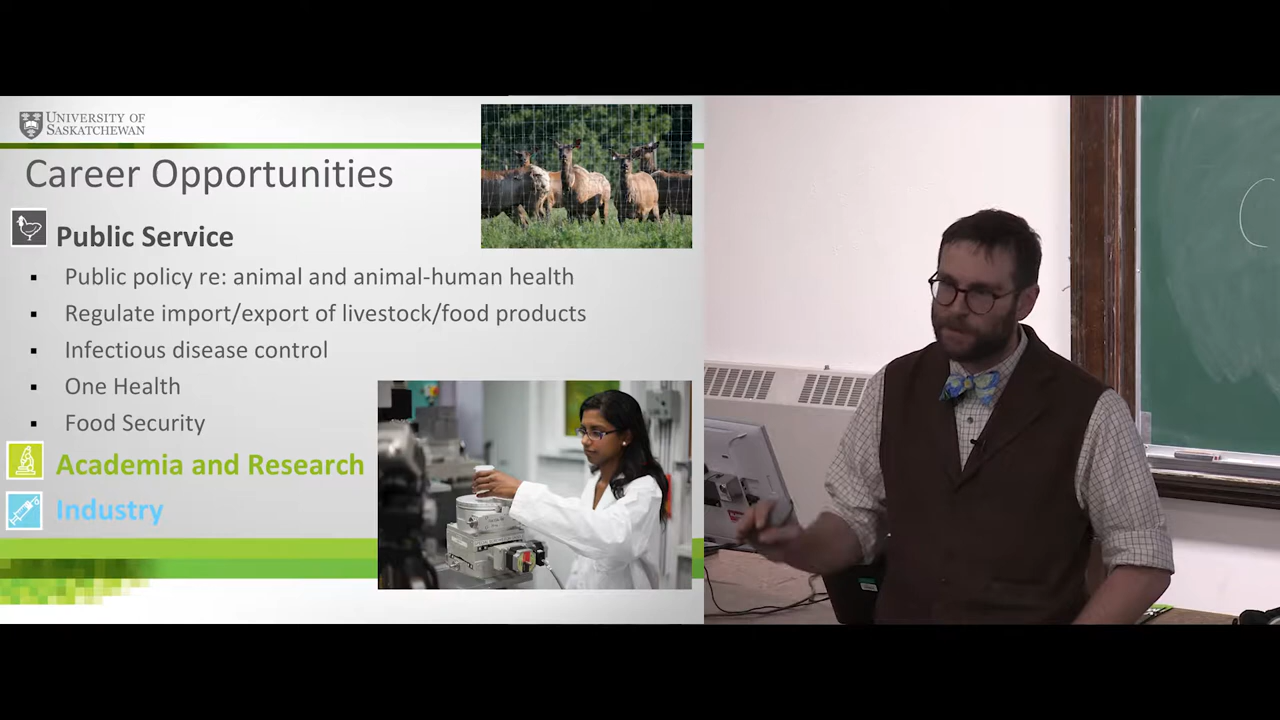 UNIVERSITY OF
SASKATCHEWAN
Career Opportunities
Public Service
▪ Public policy re: animal and animal-human health
▪ Regulate import/export of livestock/food products
▪ Infectious disease control
▪ One Health
▪ Food Security
Academia and Research
Industry